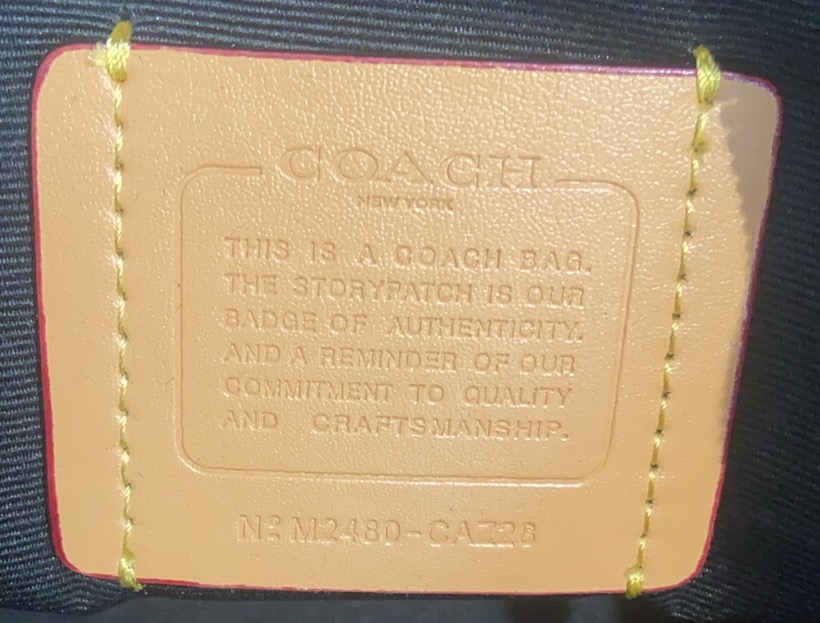 COACH
NEW YORK
THIS IS A COACH BAG.
THE STORYPATCH IS OUR
BADGE OF AUTHENTICITY.
AND A REMINDER OF OUR
COMMITMENT TO QUALITY
AND CRAFTSMANSHIP.
Nº M2480-CAZ28